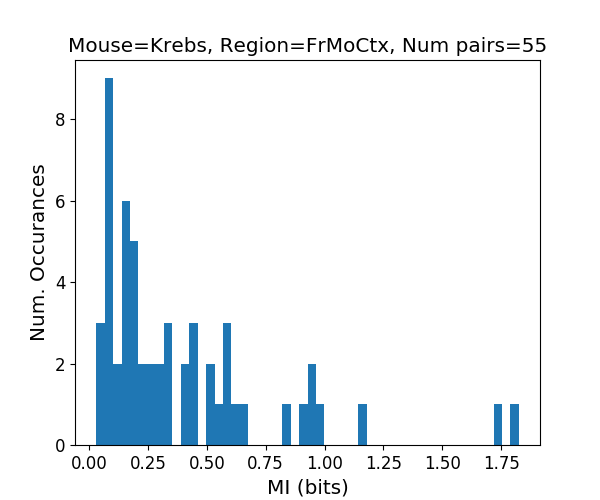 Mouse=Krebs, Region=FrMoCtx, Num pairs=55
8
6
4
2
0
Num. Occurances
0.00 0.25 0.50 0.75 1.00 1.25 1.50 1.75
MI (bits)